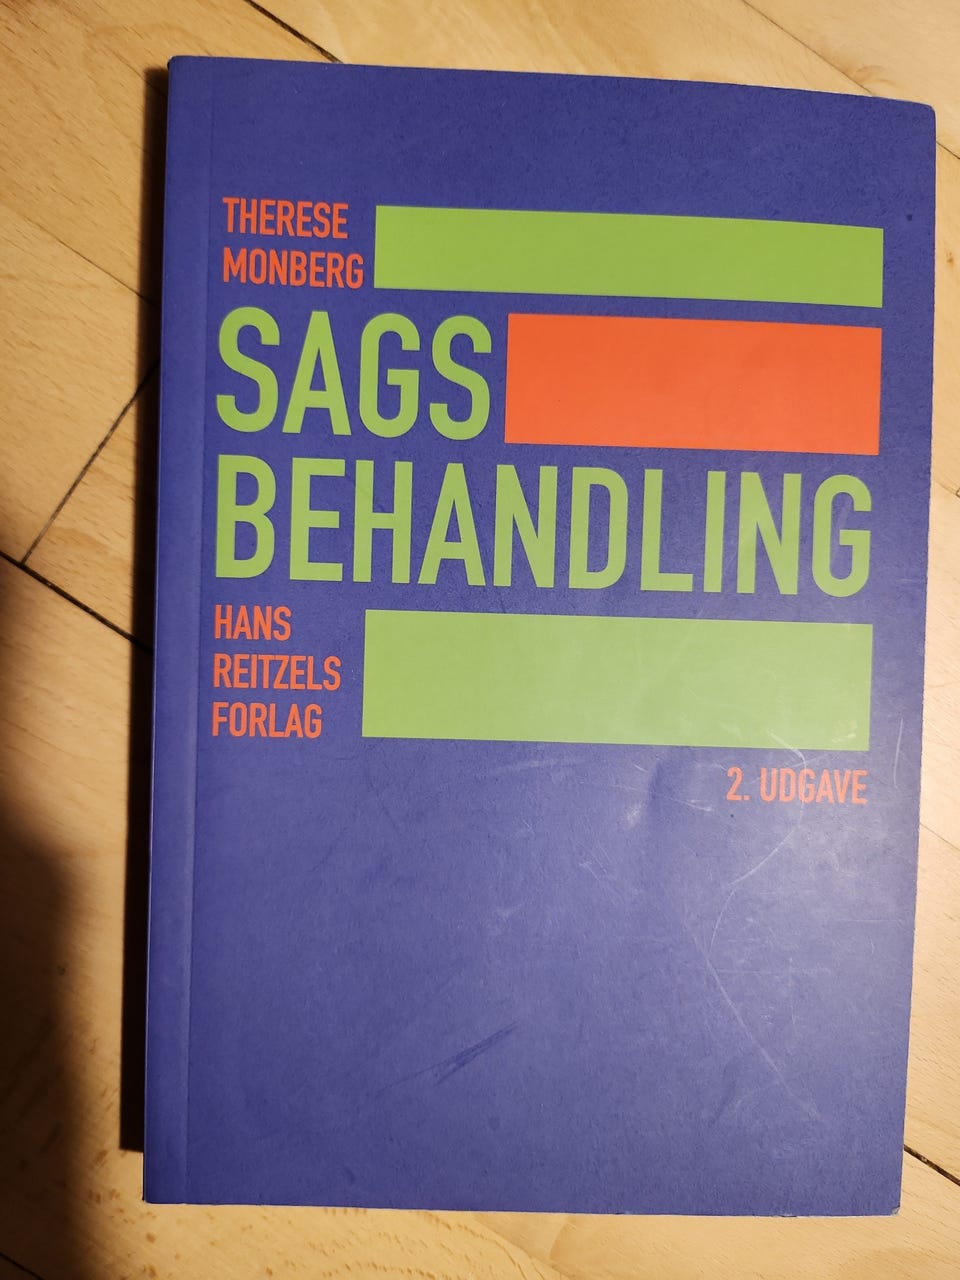 THERESE
MONBERG
SAGS
BEHANDLING
HANS
REITZELS
FORLAG
2. UDGAVE